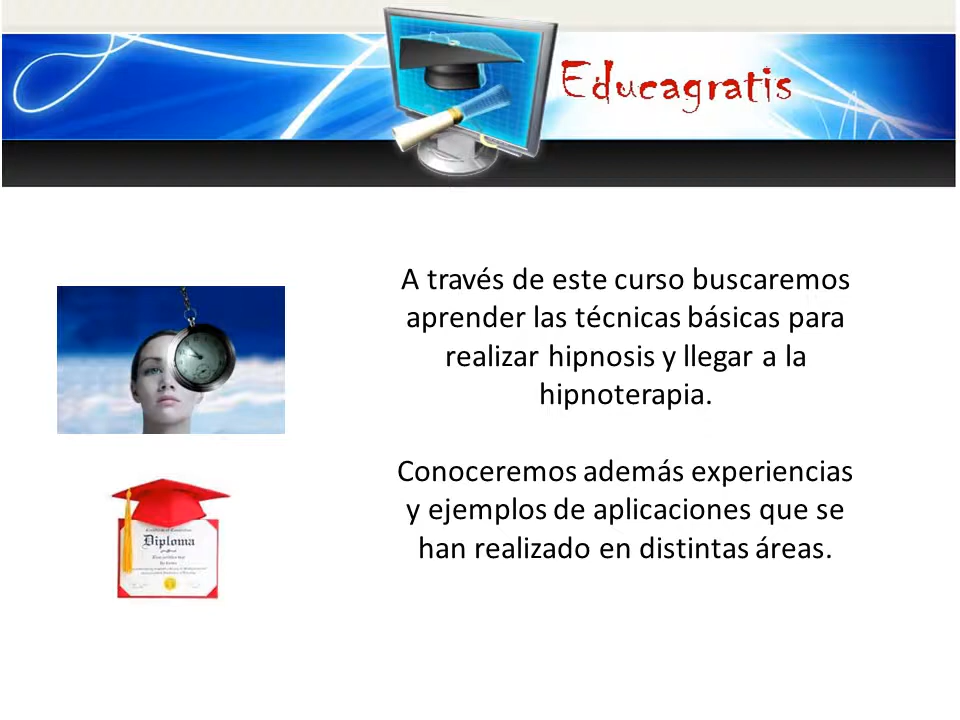 Educagratis
A través de este curso buscaremos
aprender las técnicas básicas para
realizar hipnosis y llegar a la
hipnoterapia.
Conoceremos además experiencias
y ejemplos de aplicaciones que se
han realizado en distintas áreas.
Diploma